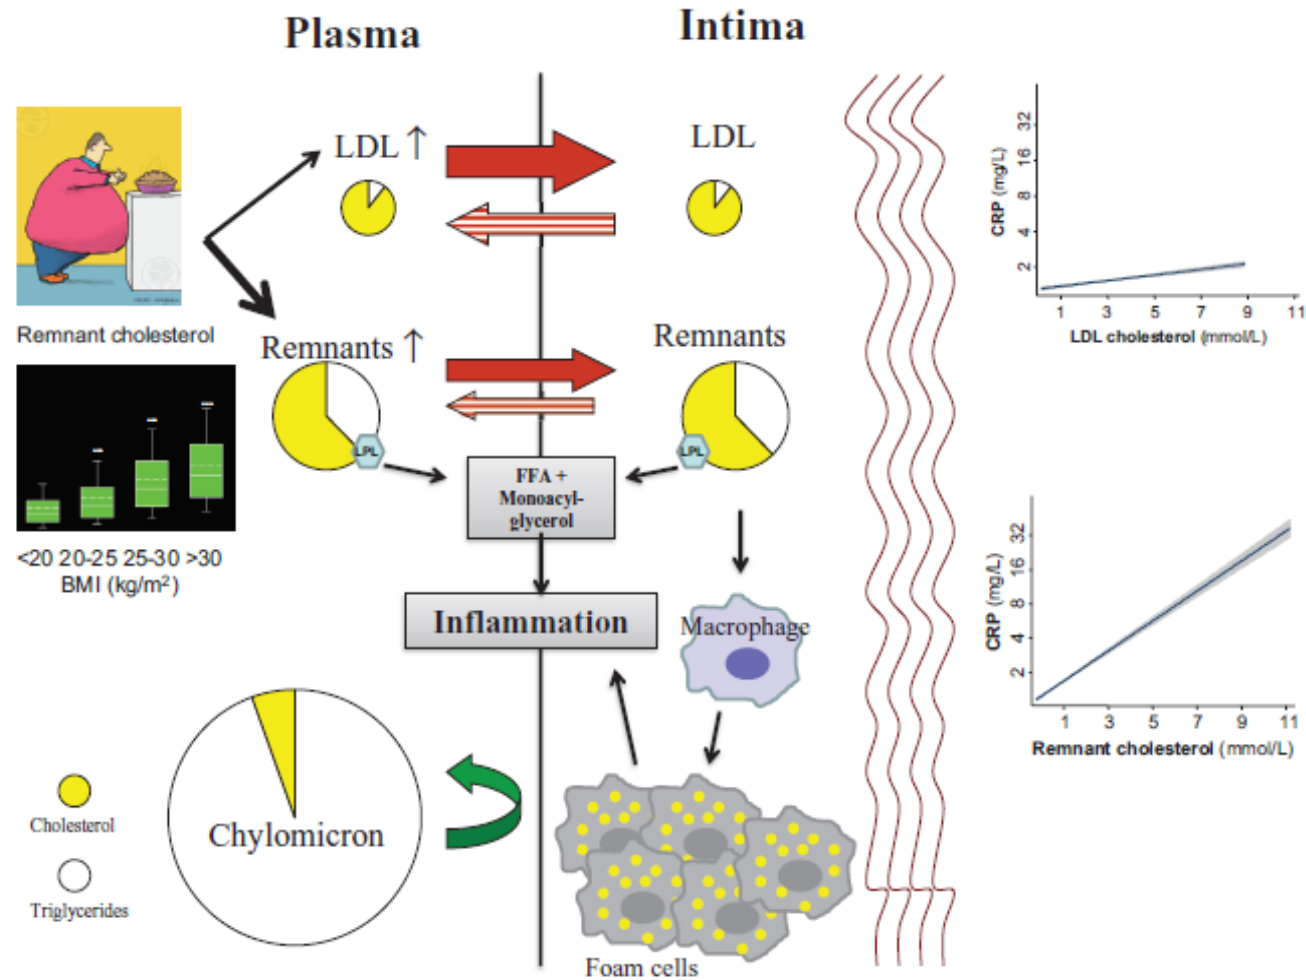 Plasma
Intima
LDL ↑
LDL
Remnant cholesterol
Remnants ↑
Remnants
LPL
LPL
FFA +
Monoacyl-
glycerol
<20 20-25 25-30 >30
BMI (kg/m²)
Inflammation
Macrophage
Chylomicron
Cholesterol
Triglycerides
Foam cells
CRP (mg/L)
32
16
8
4
2
1 3 5 7 9 11
LDL cholesterol (mmol/L)
CRP (mg/L)
32
16
8
4
2
1 3 5 7 9 11
Remnant cholesterol (mmol/L)